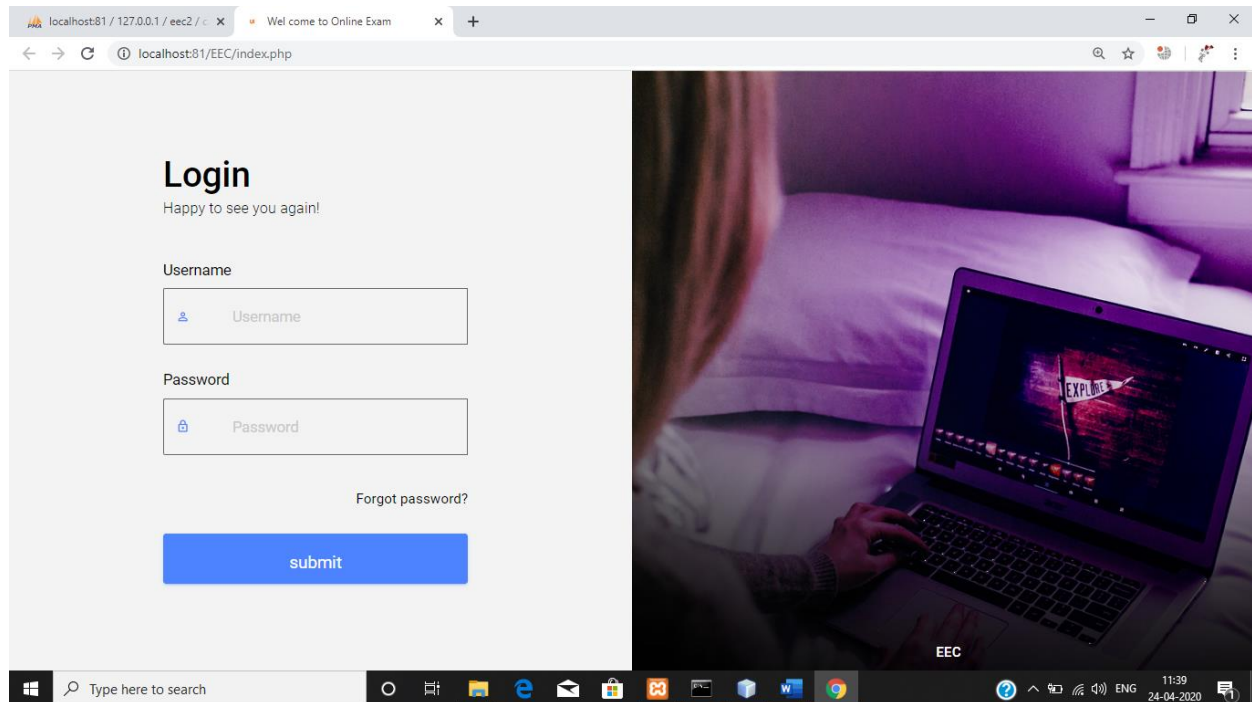 localhost:81 / 127.0.0.1 / eec2 / c
Wel come to Online Exam
localhost:81/EEC/index.php
Login
Happy to see you again!
Username
Username
Password
Password
Forgot password?
submit
EXPLORE
EEC
Type here to search
ENG
11:39
24-04-2020